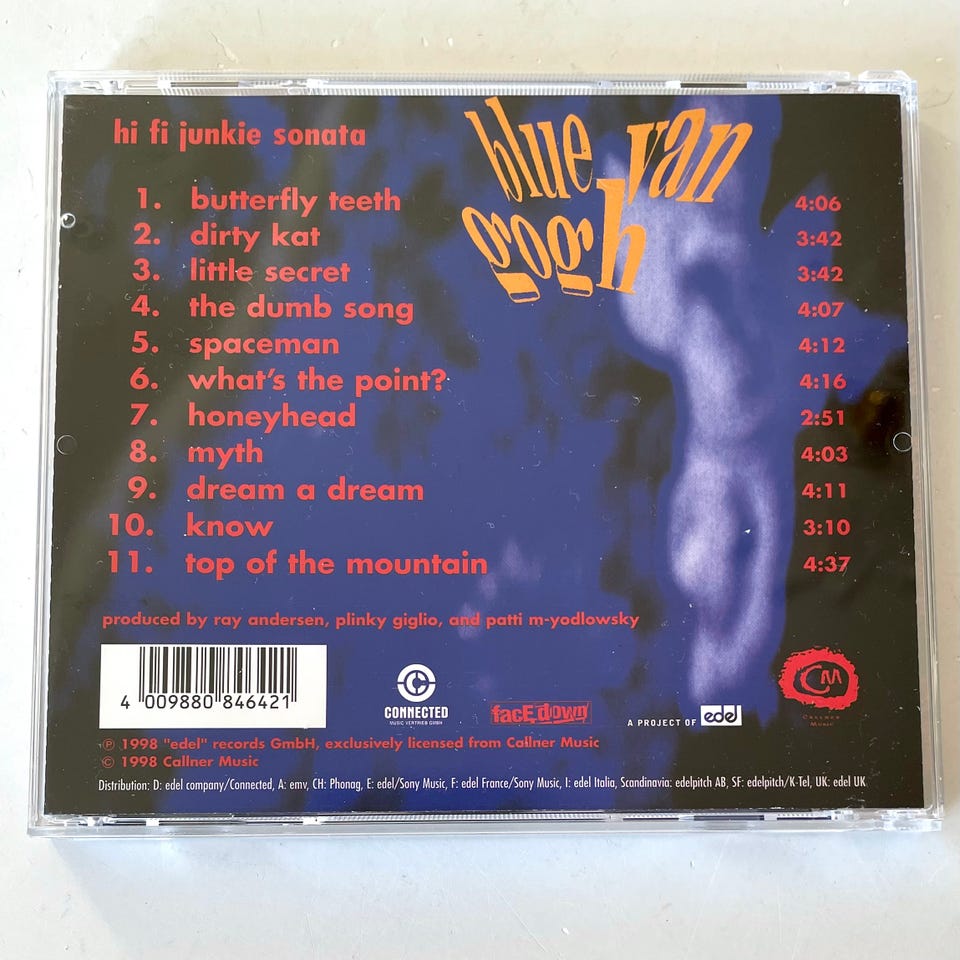 hi fi junkie sonata
blue van
gogh
1. butterfly teeth 4:06
2. dirty kat 3:42
3. little secret 3:42
4. the dumb song 4:07
5. spaceman 4:12
6. what's the point? 4:16
7. honeyhead 2:51
8. myth 4:03
9. dream a dream 4:11
10. know 3:10
11. top of the mountain 4:37
produced by ray andersen, plinky giglio, and patti m-yodlowsky
4 009880 846421
C
CONNECTED
MUSIC VERTRIEBS GMBH
facE down
A PROJECT OF edel
CM
CALLNER
MUSIC
℗ 1998 "edel" records GmbH, exclusively licensed from Callner Music
© 1998 Callner Music
Distribution: D: edel company/Connected, A: emv, CH: Phonag, E: edel/Sony Music, F: edel France/Sony Music, I: edel Italia, Scandinavia: edelpitch AB, SF: edelpitch/K-Tel, UK: edel UK